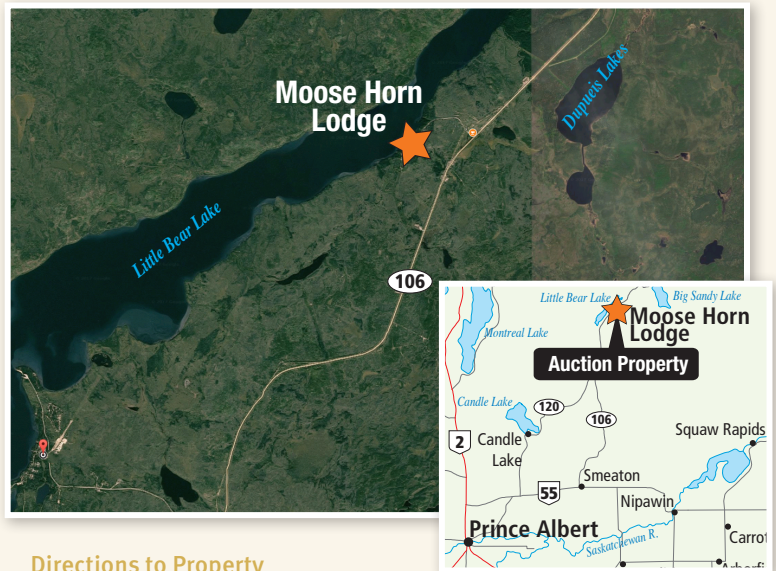 Moose Horn
Lodge
Dupueis Lakes
Little Bear Lake
106
Little Bear Lake
Big Sandy Lake
Moose Horn
Lodge
Auction Property
Montreal Lake
Candle Lake
120
106
2
Candle
Lake
Squaw Rapids
Smeaton
55
Nipawin
Prince Albert
Saskatchewan R.
Carrot
Directions to Property